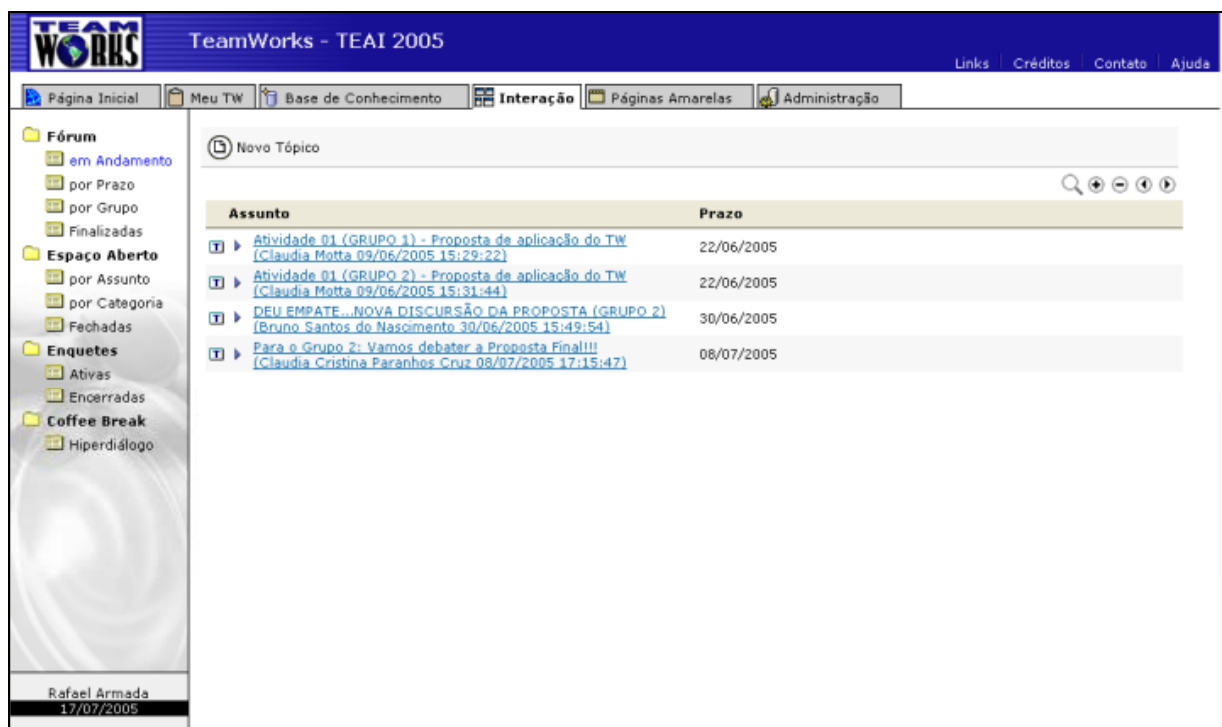 TEAM
WORKS
TeamWorks - TEAI 2005
Links Créditos Contato Ajuda
Página Inicial Meu TW Base de Conhecimento Interação Páginas Amarelas Administração
Fórum
em Andamento
por Prazo
por Grupo
Finalizadas
Espaço Aberto
por Assunto
por Categoria
Fechadas
Enquetes
Ativas
Encerradas
Coffee Break
Hiperdiálogo
Rafael Armada
17/07/2005
Novo Tópico
Assunto Prazo
Atividade 01 (GRUPO 1) - Proposta de aplicação do TW
(Claudia Motta 09/06/2005 15:29:22)
22/06/2005
Atividade 01 (GRUPO 2) - Proposta de aplicação do TW
(Claudia Motta 09/06/2005 15:31:44)
22/06/2005
DEU EMPATE...NOVA DISCURSÃO DA PROPOSTA (GRUPO 2)
(Bruno Santos do Nascimento 30/06/2005 15:49:54)
30/06/2005
Para o Grupo 2: Vamos debater a Proposta Final!!!
(Claudia Cristina Paranhos Cruz 08/07/2005 17:15:47)
08/07/2005